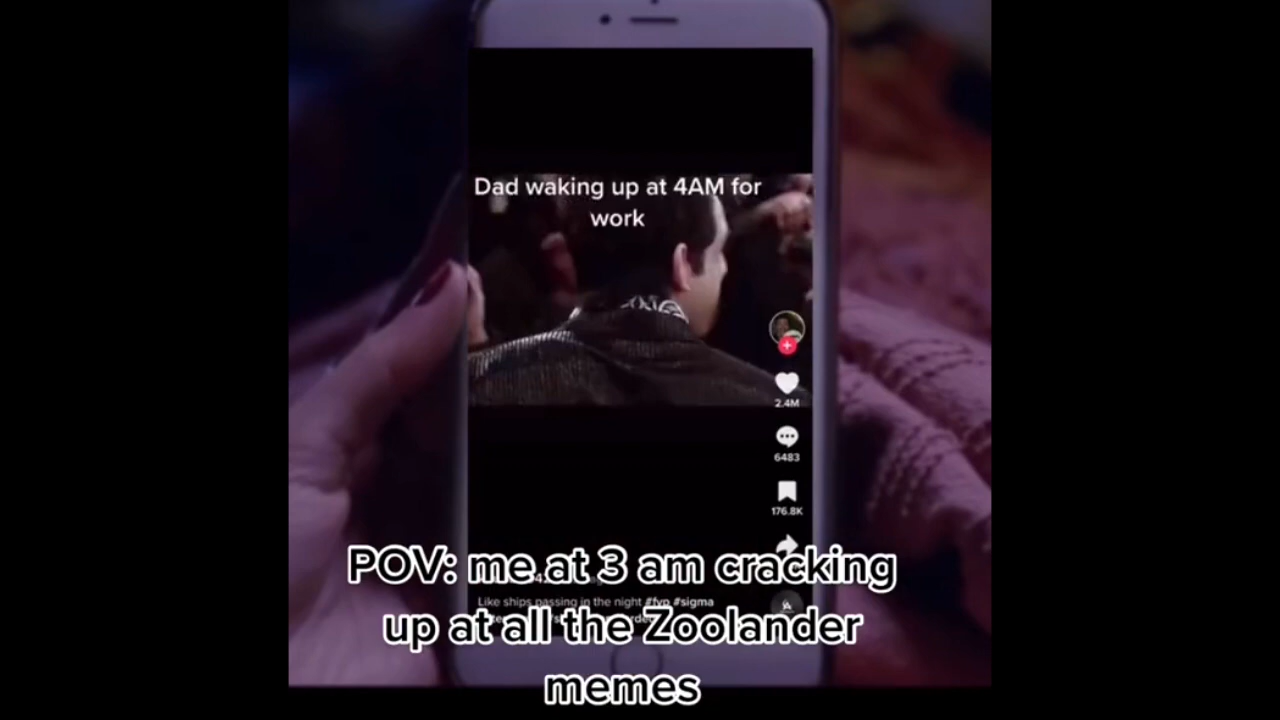 Dad waking up at 4AM for
work
2.4M
6483
176.8K
Like ships passing in the night #fyp #sigma
POV: me at 3 am cracking
up at all the Zoolander
memes